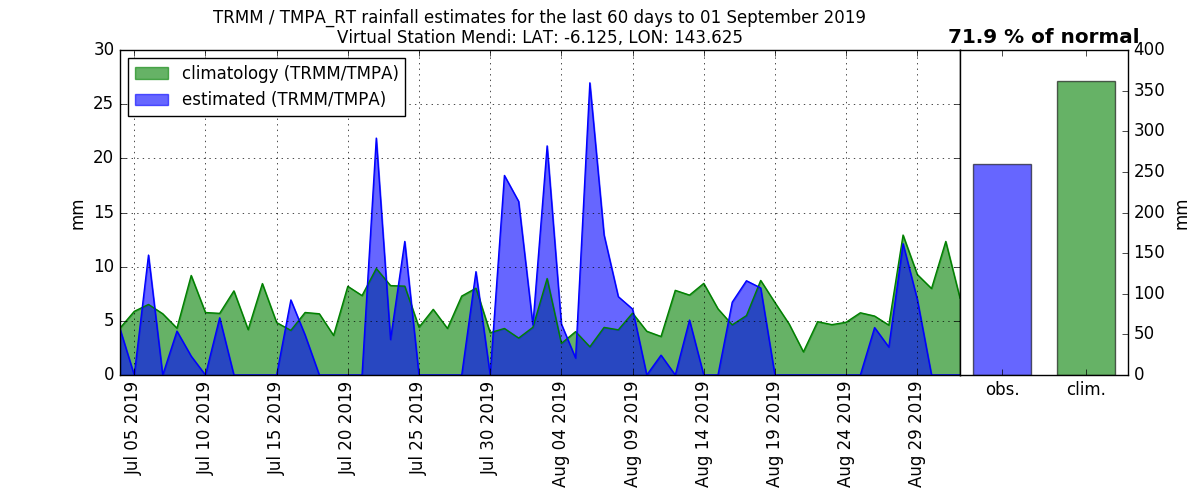 TRMM / TMPA_RT rainfall estimates for the last 60 days to 01 September 2019
Virtual Station Mendi: LAT: -6.125, LON: 143.625
71.9 % of normal
climatology (TRMM/TMPA)
estimated (TRMM/TMPA)
30
25
20
15
10
5
0
mm
Jul 05 2019
Jul 10 2019
Jul 15 2019
Jul 20 2019
Jul 25 2019
Jul 30 2019
Aug 04 2019
Aug 09 2019
Aug 14 2019
Aug 19 2019
Aug 24 2019
Aug 29 2019
obs.
clim.
400
350
300
250
200
150
100
50
0
mm